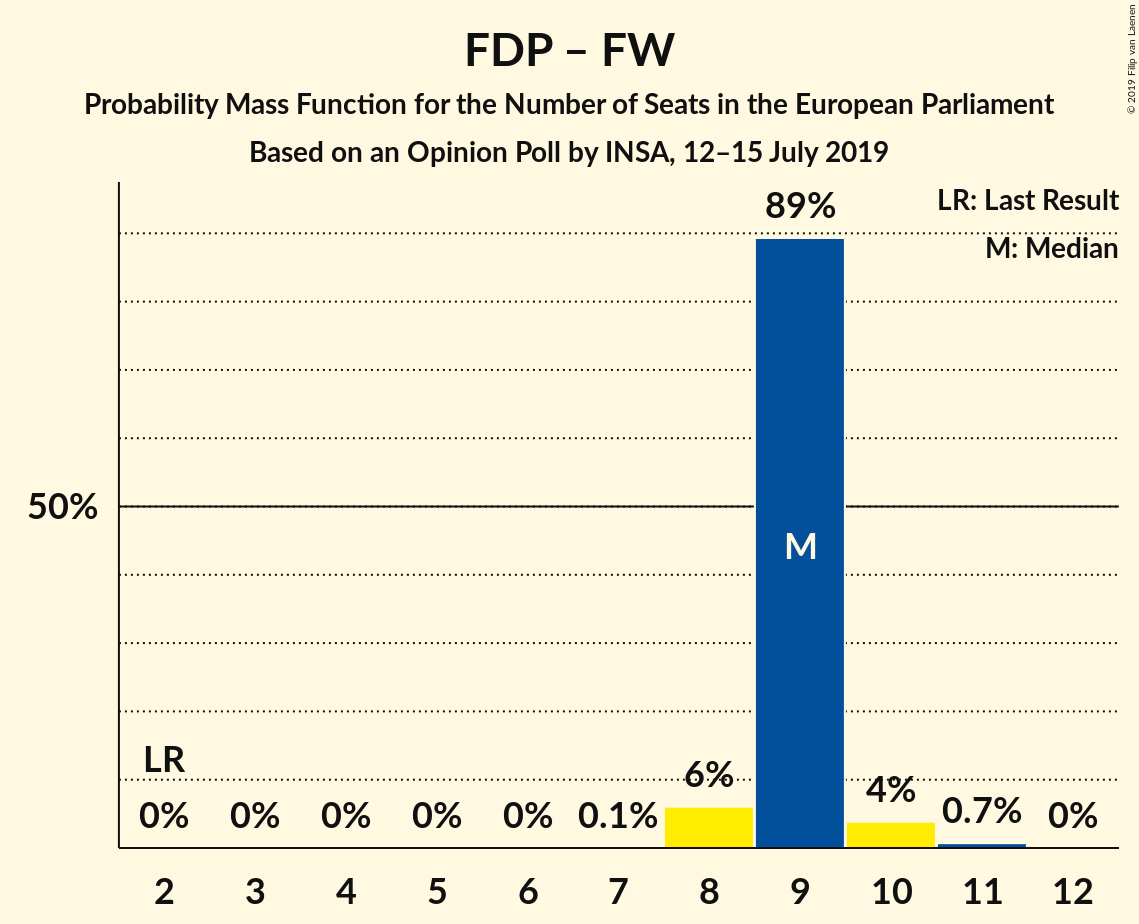 FDP – FW
Probability Mass Function for the Number of Seats in the European Parliament
Based on an Opinion Poll by INSA, 12–15 July 2019
© 2019 Filip van Laenen
LR: Last Result
M: Median
89%
50%
M
LR
0%
0%
0%
0%
0%
0.1%
6%
4%
0.7%
0%
2 3 4 5 6 7 8 9 10 11 12